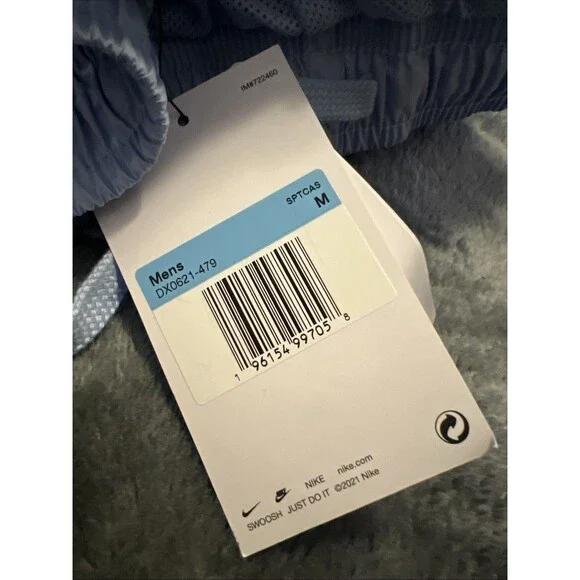 IM#722460
SPTCAS
Mens M
DX0621-479
1 96154 99705 8
NIKE nike.com
SWOOSH JUST DO IT ©2021 Nike